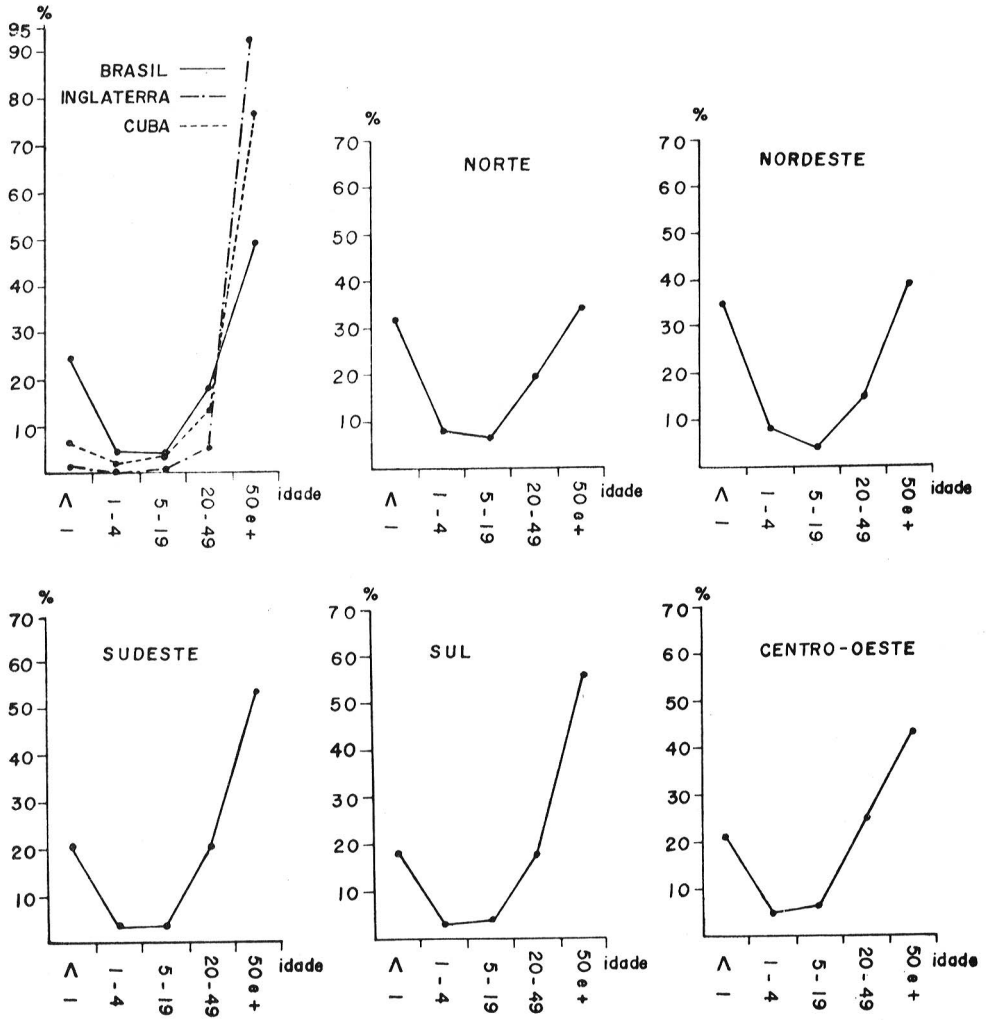 %
95
90
80
70
60
50
40
30
20
10
BRASIL
INGLATERRA
CUBA
< 1
1 - 4
5 - 19
20 - 49
50 e +
idade
%
70
60
50
40
30
20
10
NORTE
< 1
1 - 4
5 - 19
20 - 49
50 e +
idade
%
70
60
50
40
30
20
10
NORDESTE
< 1
1 - 4
5 - 19
20 - 49
50 e +
idade
%
70
60
50
40
30
20
10
SUDESTE
< 1
1 - 4
5 - 19
20 - 49
50 e +
idade
%
70
60
50
40
30
20
10
SUL
< 1
1 - 4
5 - 19
20 - 49
50 e +
idade
%
70
60
50
40
30
20
10
CENTRO-OESTE
< 1
1 - 4
5 - 19
20 - 49
50 e +
idade